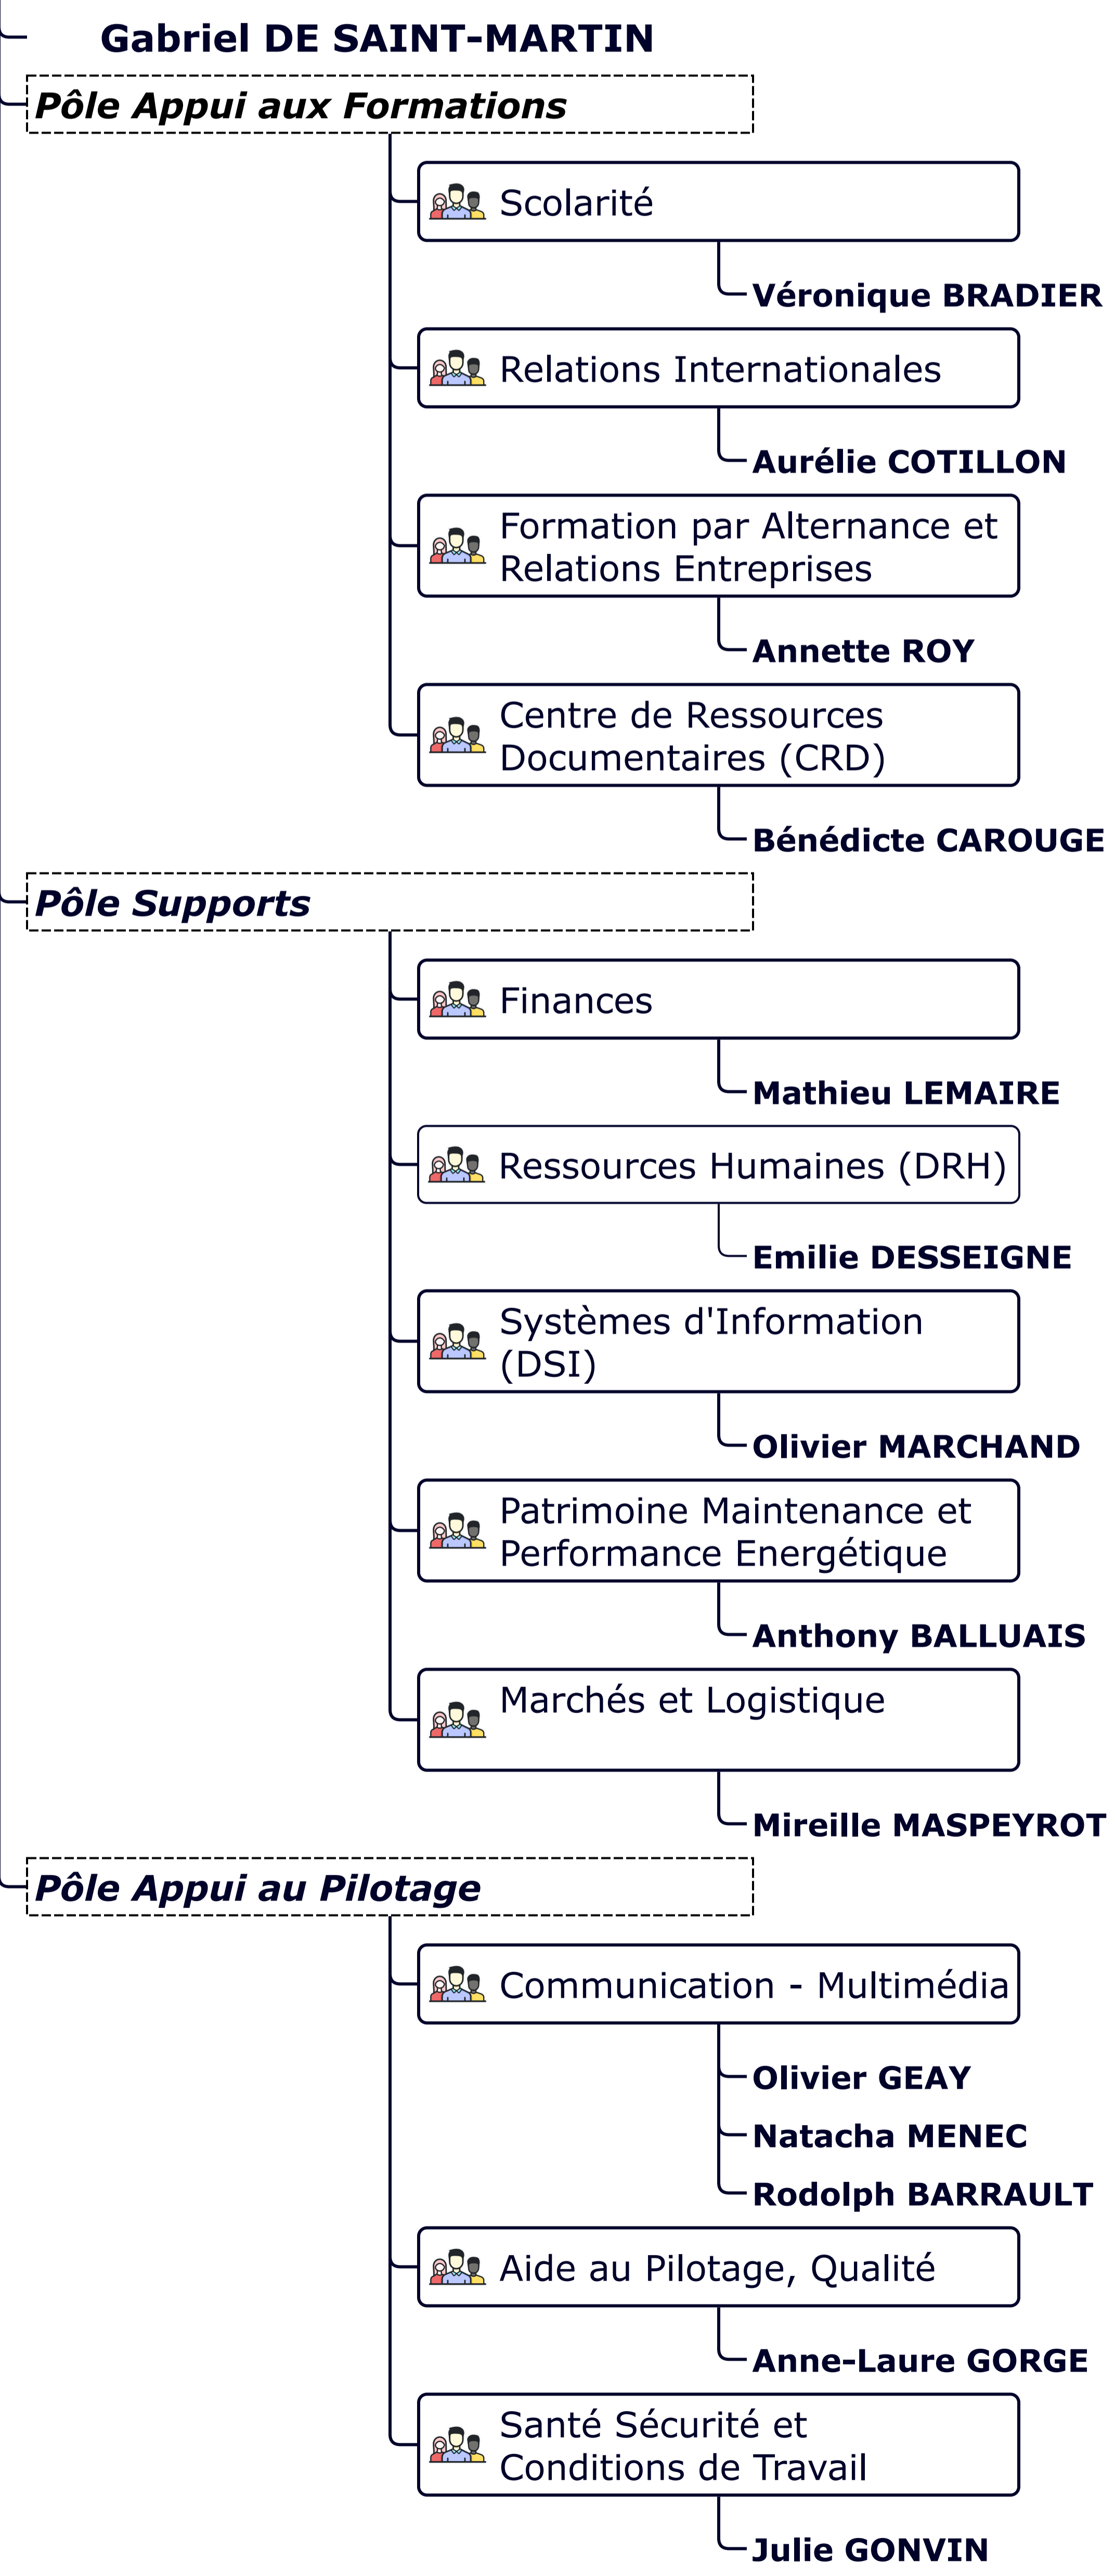 Gabriel DE SAINT-MARTIN
Pôle Appui aux Formations
Scolarité
Véronique BRADIER
Relations Internationales
Aurélie COTILLON
Formation par Alternance et
Relations Entreprises
Annette ROY
Centre de Ressources
Documentaires (CRD)
Bénédicte CAROUGE
Pôle Supports
Finances
Mathieu LEMAIRE
Ressources Humaines (DRH)
Emilie DESSEIGNE
Systèmes d'Information
(DSI)
Olivier MARCHAND
Patrimoine Maintenance et
Performance Energétique
Anthony BALLUAIS
Marchés et Logistique
Mireille MASPEYROT
Pôle Appui au Pilotage
Communication - Multimédia
Olivier GEAY
Natacha MENEC
Rodolph BARRAULT
Aide au Pilotage, Qualité
Anne-Laure GORGE
Santé Sécurité et
Conditions de Travail
Julie GONVIN